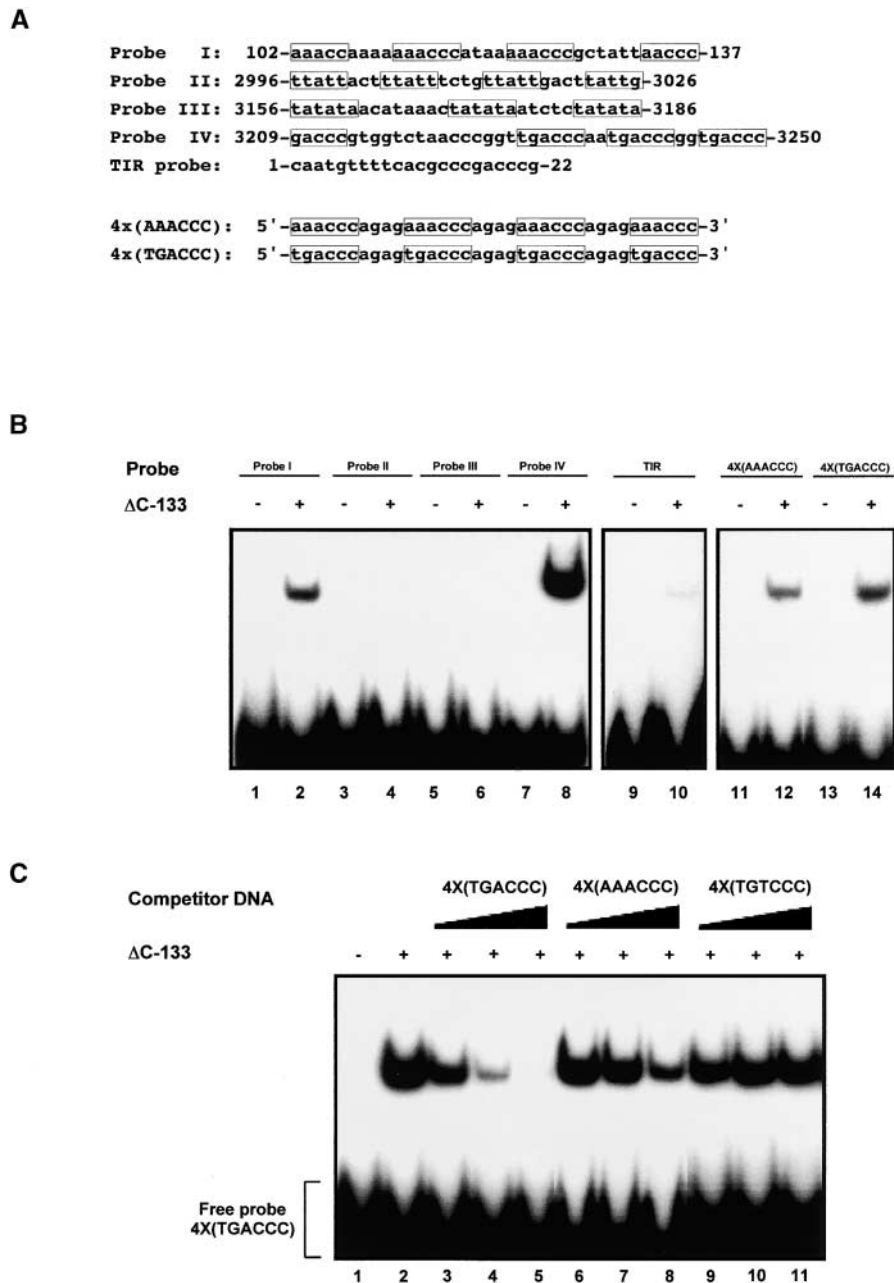 A
Probe I: 102-aaaccaaaaaaacccataaaaacccgctattaaccc-137
Probe II: 2996-ttattactttatttctgttattgacttattg-3026
Probe III: 3156-tatataacataaactatataatctctatata-3186
Probe IV: 3209-gacccgtggtctaacccggttgacccaatgacccggtgaccc-3250
TIR probe: 1-caatgttttcacgcccgacccg-22
4x(AAACCC): 5'-aaacccagagaaacccagagaaacccagagaaaccc-3'
4x(TGACCC): 5'-tgacccagagtgacccagagtgacccagagtgaccc-3'
B
Probe Probe I Probe II Probe III Probe IV TIR 4X(AAACCC) 4X(TGACCC)
ΔC-133 - + - + - + - + - + - + - +
1 2 3 4 5 6 7 8 9 10 11 12 13 14
C
Competitor DNA 4X(TGACCC) 4X(AAACCC) 4X(TGTCCC)
ΔC-133 - + + + + + + + + + +
Free probe
4X(TGACCC)
1 2 3 4 5 6 7 8 9 10 11